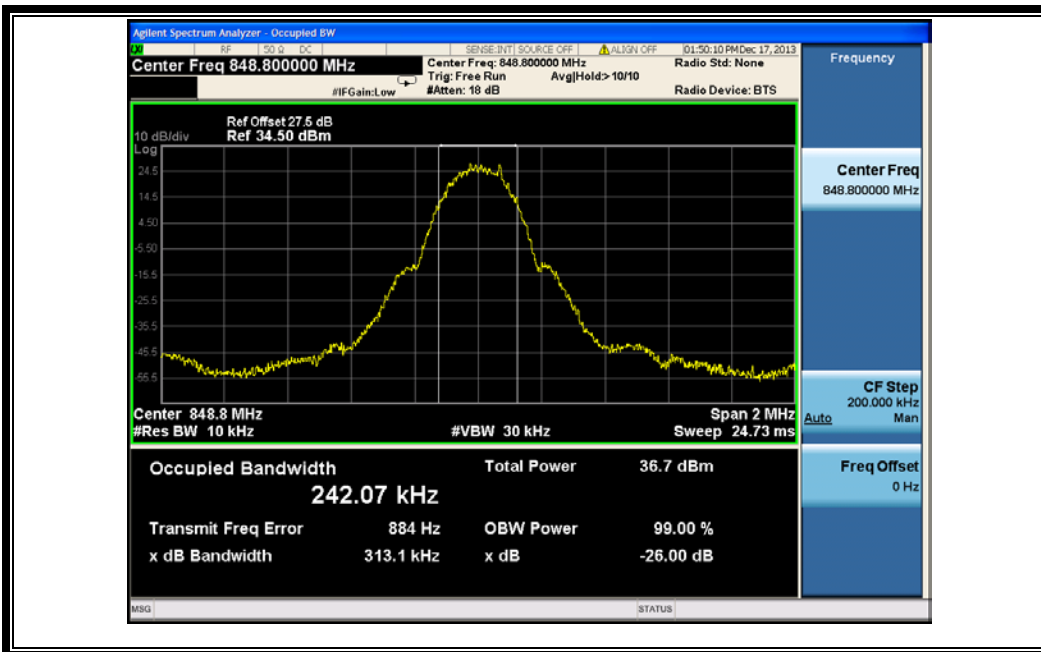 Agilent Spectrum Analyzer - Occupied BW
RF 50 Ω DC SENSE:INT SOURCE OFF ALIGN OFF 01:50:10 PM Dec 17, 2013
Center Freq 848.800000 MHz
Center Freq: 848.800000 MHz
Radio Std: None
Trig: Free Run Avg|Hold:> 10/10
#IFGain:Low #Atten: 18 dB Radio Device: BTS
Ref Offset 27.5 dB
10 dB/div Ref 34.50 dBm
Log
24.5
14.5
4.50
-5.50
-15.5
-25.5
-35.5
-45.5
-55.5
Center 848.8 MHz Span 2 MHz
#Res BW 10 kHz #VBW 30 kHz Sweep 24.73 ms
Occupied Bandwidth Total Power 36.7 dBm
242.07 kHz
Transmit Freq Error 884 Hz OBW Power 99.00 %
x dB Bandwidth 313.1 kHz x dB -26.00 dB
MSG STATUS
Frequency
Center Freq
848.800000 MHz
CF Step
200.000 kHz
Auto Man
Freq Offset
0 Hz